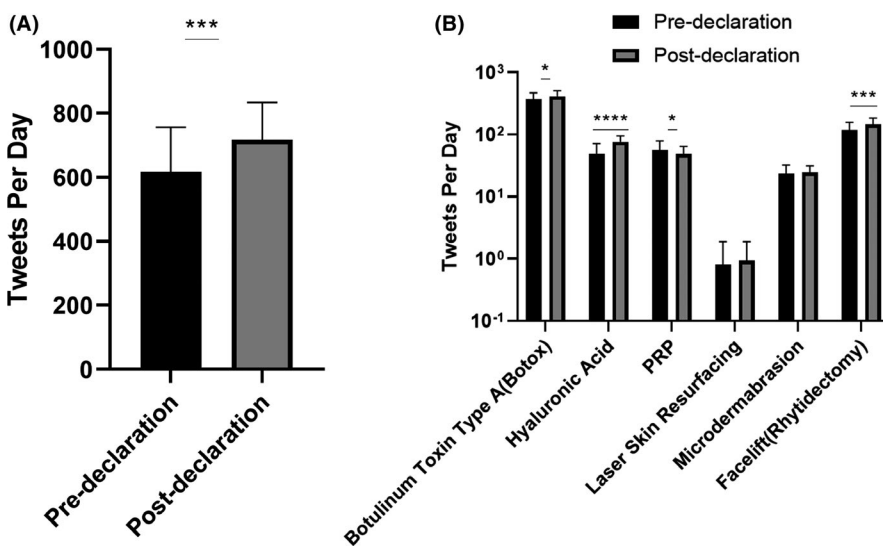 (A)
***
1000
800
600
400
200
0
Tweets Per Day
Pre-declaration
Post-declaration
(B)
Pre-declaration
Post-declaration
10³
10²
10¹
10⁰
10⁻¹
Tweets Per Day
*
****
*
***
Botulinum Toxin Type A(Botox)
Hyaluronic Acid
PRP
Laser Skin Resurfacing
Microdermabrasion
Facelift(Rhytidectomy)